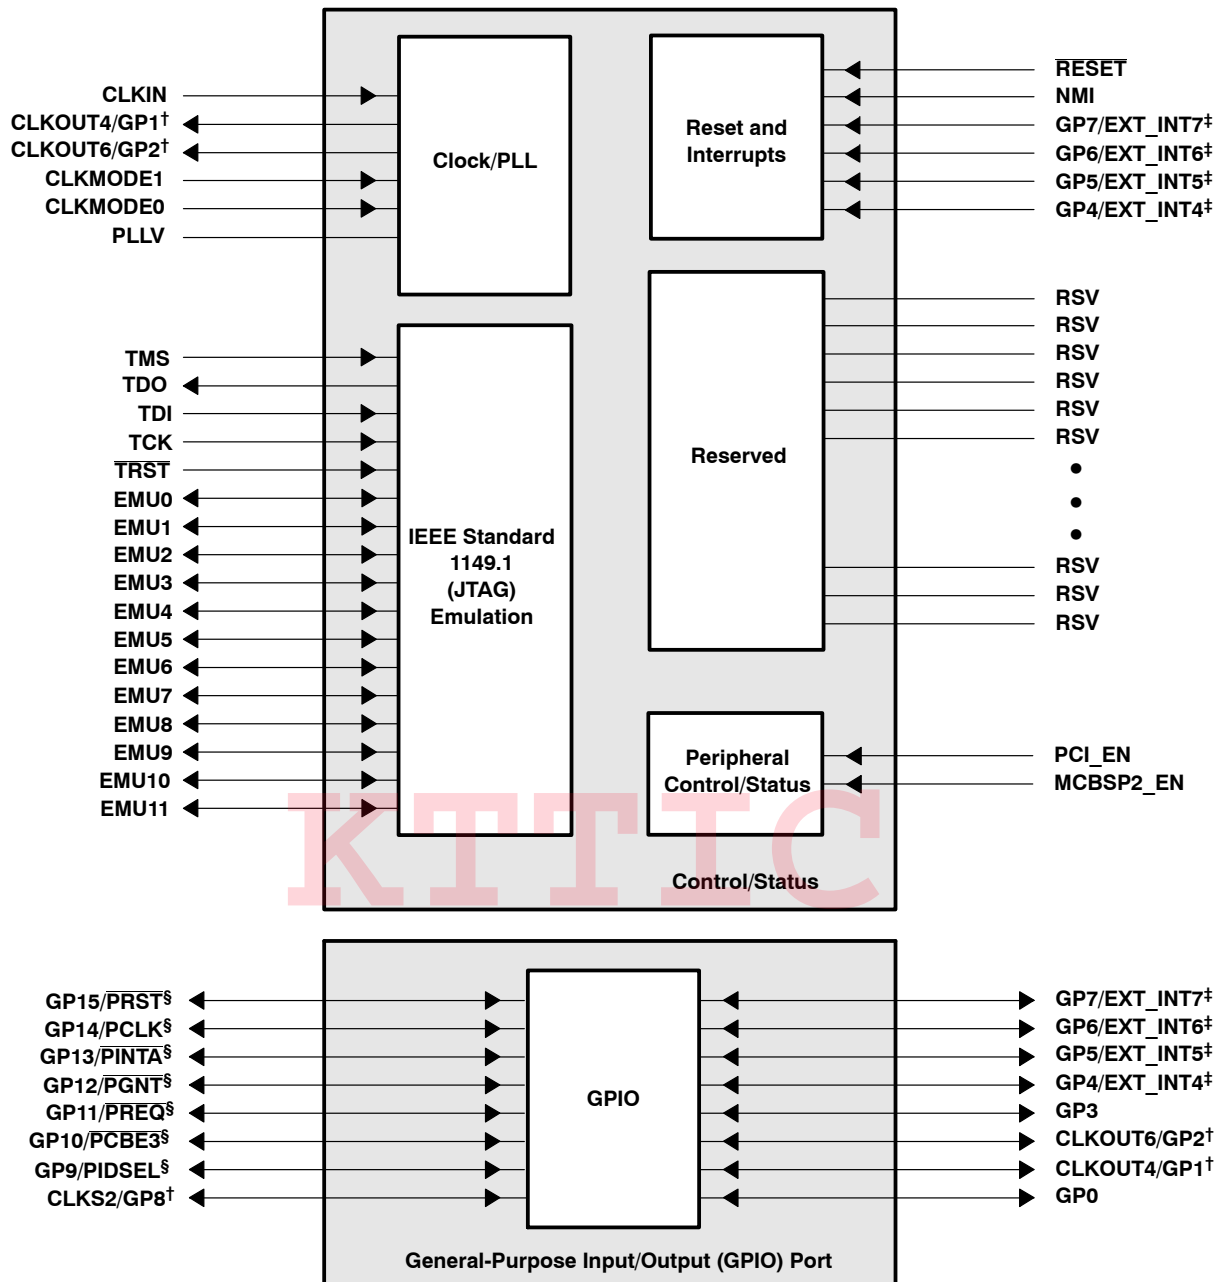 CLKIN
CLKOUT4/GP1†
CLKOUT6/GP2†
CLKMODE1
CLKMODE0
PLLV
Clock/PLL
Reset and
Interrupts
RESET
NMI
GP7/EXT_INT7‡
GP6/EXT_INT6‡
GP5/EXT_INT5‡
GP4/EXT_INT4‡
TMS
TDO
TDI
TCK
TRST
EMU0
EMU1
EMU2
EMU3
EMU4
EMU5
EMU6
EMU7
EMU8
EMU9
EMU10
EMU11
IEEE Standard
1149.1
(JTAG)
Emulation
Reserved
RSV
RSV
RSV
RSV
RSV
RSV
RSV
RSV
RSV
Peripheral
Control/Status
PCI_EN
MCBSP2_EN
KTTIC
Control/Status
GP15/PRST§
GP14/PCLK§
GP13/PINTA§
GP12/PGNT§
GP11/PREQ§
GP10/PCBE3§
GP9/PIDSEL§
CLKS2/GP8†
GPIO
GP7/EXT_INT7‡
GP6/EXT_INT6‡
GP5/EXT_INT5‡
GP4/EXT_INT4‡
GP3
CLKOUT6/GP2†
CLKOUT4/GP1†
GP0
General-Purpose Input/Output (GPIO) Port